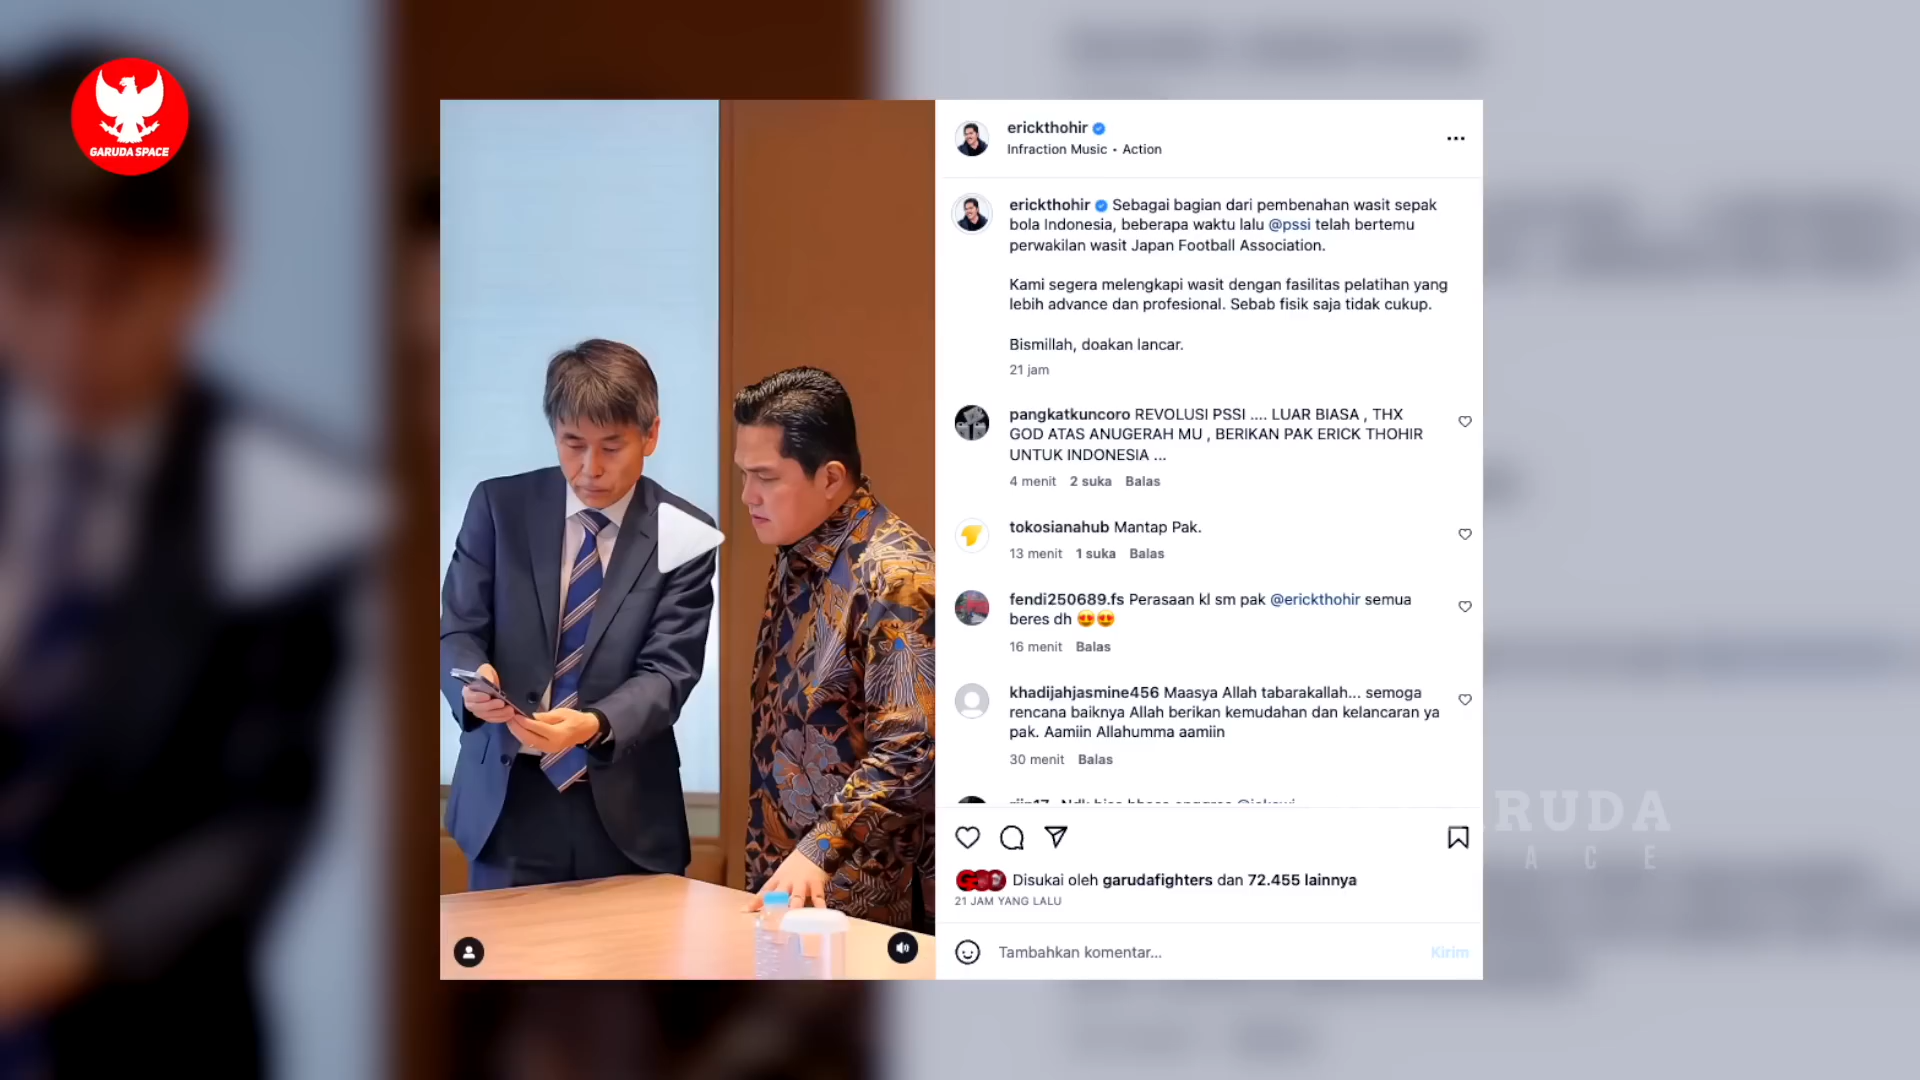 GARUDA SPACE
erickthohir
Infraction Music • Action
erickthohir Sebagai bagian dari pembenahan wasit sepak
bola Indonesia, beberapa waktu lalu @pssi telah bertemu
perwakilan wasit Japan Football Association.
Kami segera melengkapi wasit dengan fasilitas pelatihan yang
lebih advance dan profesional. Sebab fisik saja tidak cukup.
Bismillah, doakan lancar.
21 jam
pangkatkuncoro REVOLUSI PSSI .... LUAR BIASA , THX
GOD ATAS ANUGERAH MU , BERIKAN PAK ERICK THOHIR
UNTUK INDONESIA ...
4 menit 2 suka Balas
tokosianahub Mantap Pak.
13 menit 1 suka Balas
fendi250689.fs Perasaan kl sm pak @erickthohir semua
beres dh 😍😍
16 menit Balas
khadijahjasmine456 Maasya Allah tabarakallah... semoga
rencana baiknya Allah berikan kemudahan dan kelancaran ya
pak. Aamiin Allahumma aamiin
30 menit Balas
RUDA
ACE
Disukai oleh garudafighters dan 72.455 lainnya
21 JAM YANG LALU
Tambahkan komentar...
Kirim